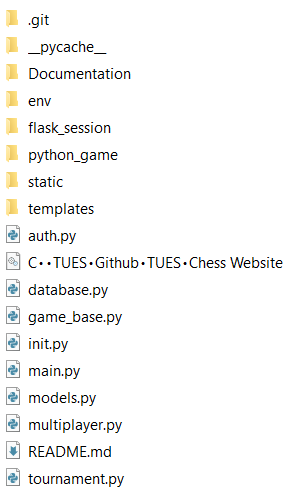 .git
__pycache__
Documentation
env
flask_session
python_game
static
templates
auth.py
C••TUES•Github•TUES•Chess Website
database.py
game_base.py
init.py
main.py
models.py
multiplayer.py
README.md
tournament.py